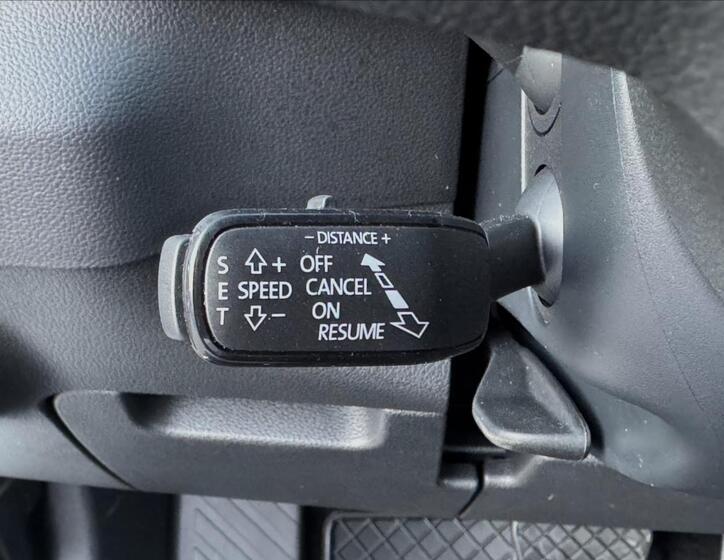 - DISTANCE +
S + OFF
E SPEED CANCEL
T - ON
RESUME